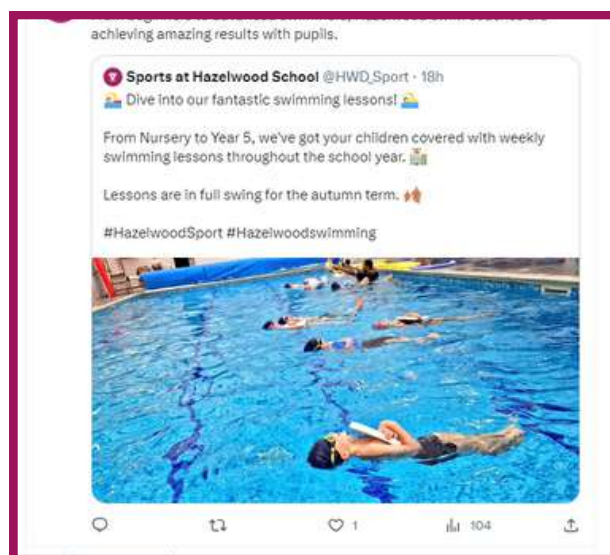 achieving amazing results with pupils.
Sports at Hazelwood School @HWD_Sport · 18h
Dive into our fantastic swimming lessons!
From Nursery to Year 5, we've got your children covered with weekly
swimming lessons throughout the school year.
Lessons are in full swing for the autumn term.
#HazelwoodSport #Hazelwoodswimming
1
104